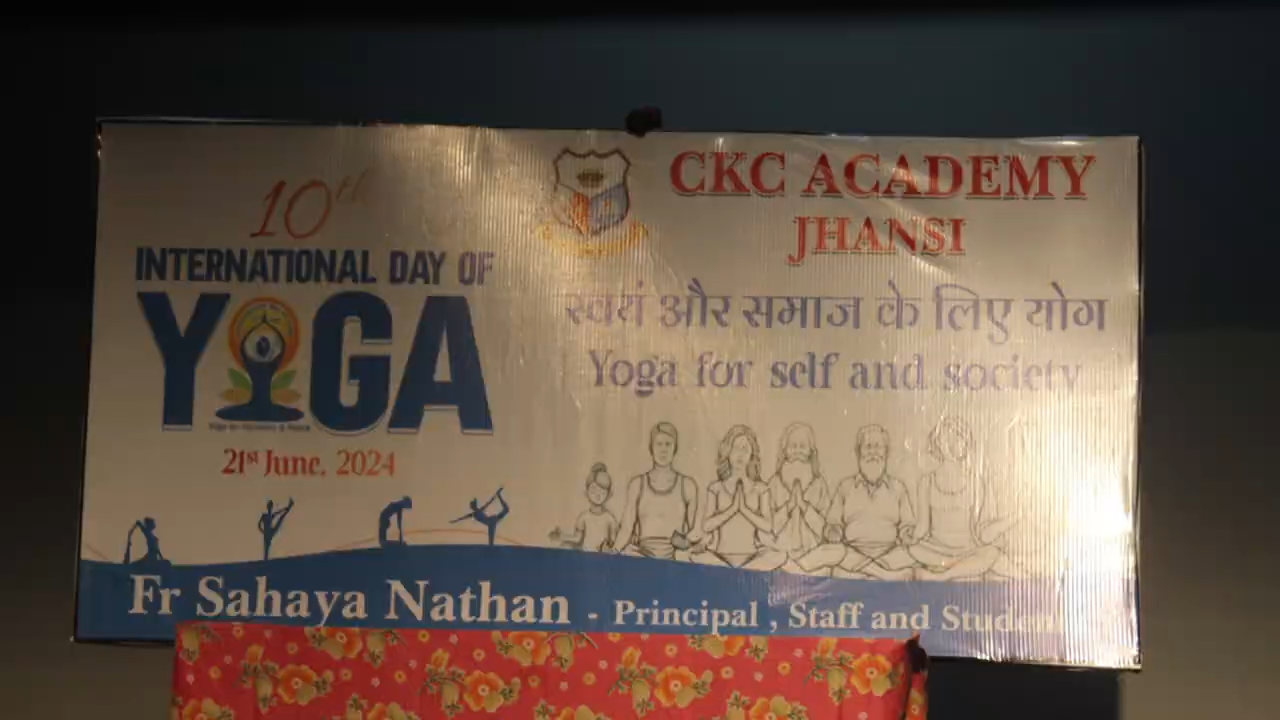 10th
INTERNATIONAL DAY OF
YOGA
21st June, 2024
CKC ACADEMY
JHANSI
स्वयं और समाज के लिए योग
Yoga for self and society
Fr Sahaya Nathan - Principal , Staff and